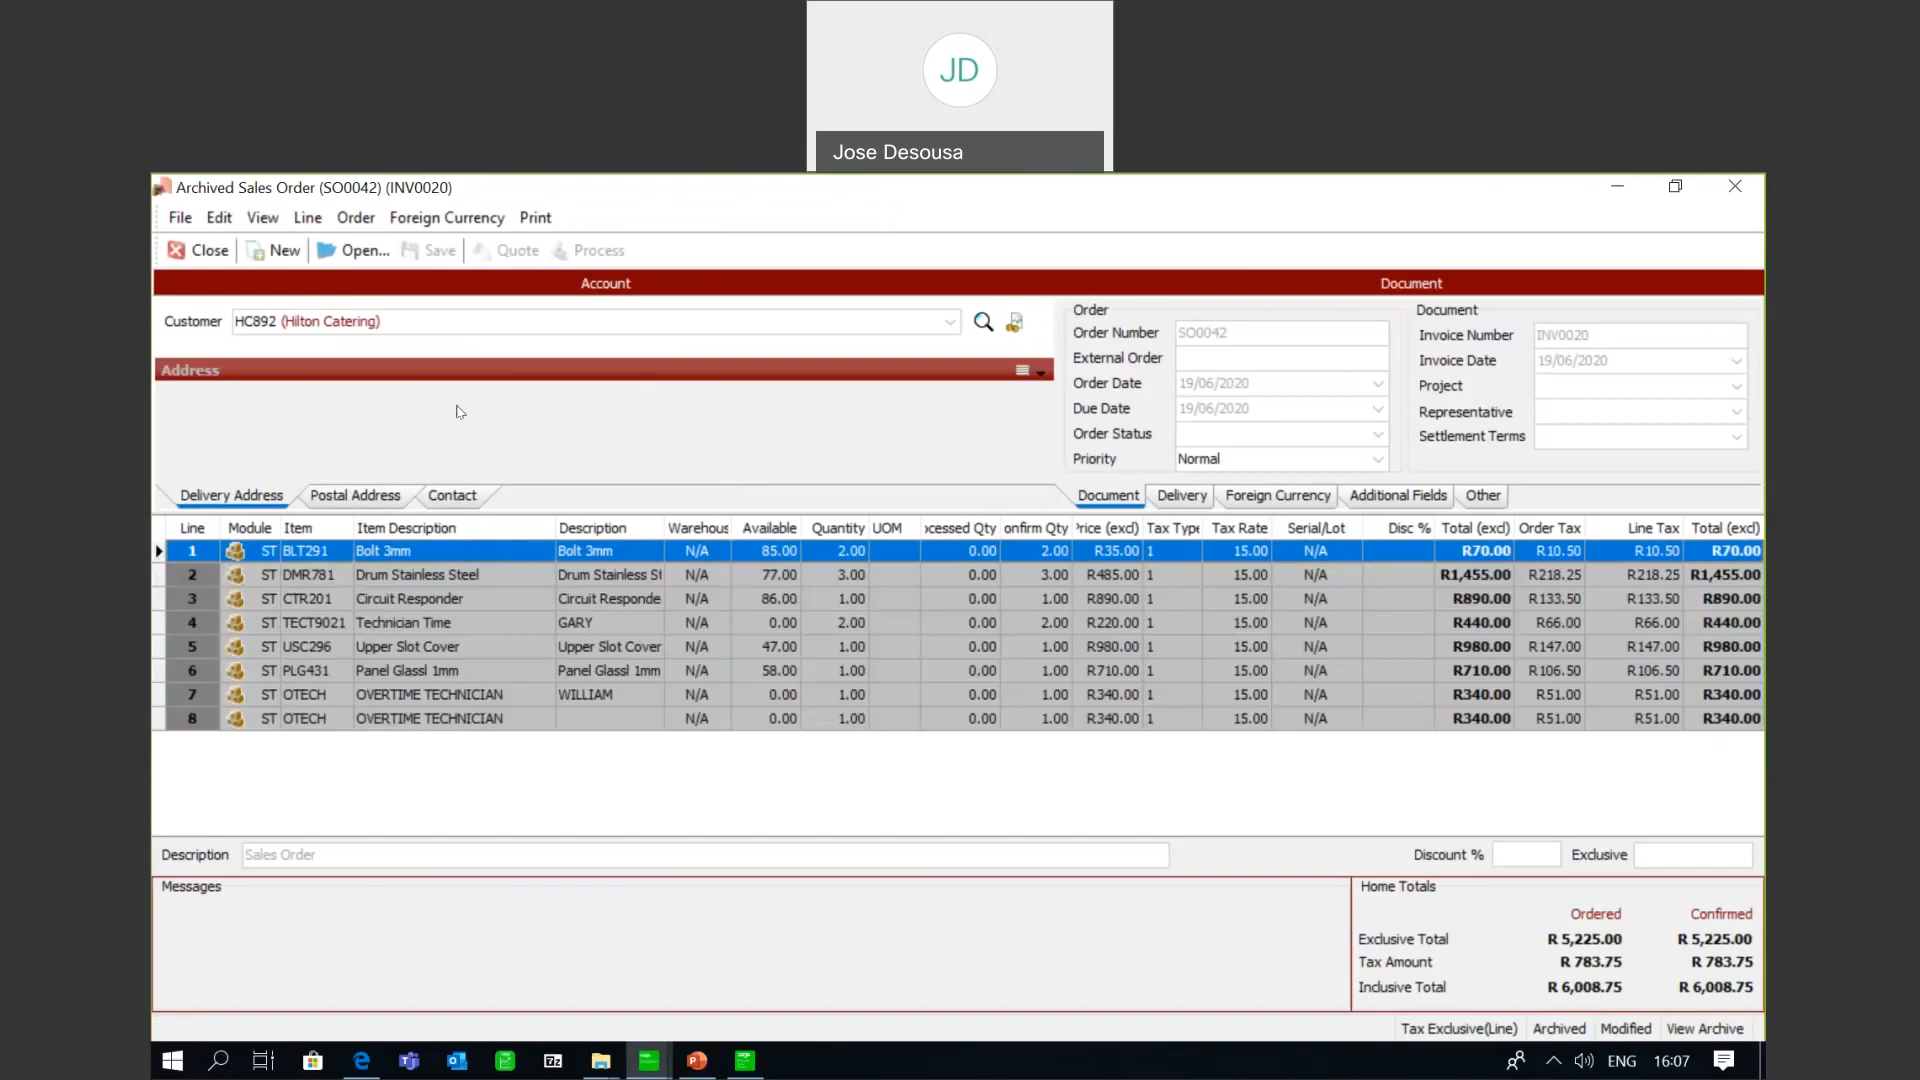 JD
Jose Desousa
Archived Sales Order (SO0042) (INV0020)
File Edit View Line Order Foreign Currency Print
Close New Open... Save Quote Process
Account Document
Customer HC892 (Hilton Catering)
Address
Order
Order Number SO0042
External Order
Order Date 19/06/2020
Due Date 19/06/2020
Order Status
Priority Normal
Document
Invoice Number INV0020
Invoice Date 19/06/2020
Project
Representative
Settlement Terms
Delivery Address Postal Address Contact
Document Delivery Foreign Currency Additional Fields Other
Line Module Item Item Description Description Warehous Available Quantity UOM ocessed Qty onfirm Qty Price (excl) Tax Type Tax Rate Serial/Lot Disc % Total (excl) Order Tax Line Tax Total (excl)
1 ST BLT291 Bolt 3mm Bolt 3mm N/A 85.00 2.00 0.00 2.00 R35.00 1 15.00 N/A R70.00 R10.50 R10.50 R70.00
2 ST DMR781 Drum Stainless Steel Drum Stainless St N/A 77.00 3.00 0.00 3.00 R485.00 1 15.00 N/A R1,455.00 R218.25 R218.25 R1,455.00
3 ST CTR201 Circuit Responder Circuit Responde N/A 86.00 1.00 0.00 1.00 R890.00 1 15.00 N/A R890.00 R133.50 R133.50 R890.00
4 ST TECT9021 Technician Time GARY N/A 0.00 2.00 0.00 2.00 R220.00 1 15.00 N/A R440.00 R66.00 R66.00 R440.00
5 ST USC296 Upper Slot Cover Upper Slot Cover N/A 47.00 1.00 0.00 1.00 R980.00 1 15.00 N/A R980.00 R147.00 R147.00 R980.00
6 ST PLG431 Panel Glassl 1mm Panel Glassl 1mm N/A 58.00 1.00 0.00 1.00 R710.00 1 15.00 N/A R710.00 R106.50 R106.50 R710.00
7 ST OTECH OVERTIME TECHNICIAN WILLIAM N/A 0.00 1.00 0.00 1.00 R340.00 1 15.00 N/A R340.00 R51.00 R51.00 R340.00
8 ST OTECH OVERTIME TECHNICIAN N/A 0.00 1.00 0.00 1.00 R340.00 1 15.00 N/A R340.00 R51.00 R51.00 R340.00
Description Sales Order Discount % Exclusive
Messages
Home Totals
Ordered Confirmed
Exclusive Total R 5,225.00 R 5,225.00
Tax Amount R 783.75 R 783.75
Inclusive Total R 6,008.75 R 6,008.75
Tax Exclusive(Line) Archived Modified View Archive
7z ENG 16:07